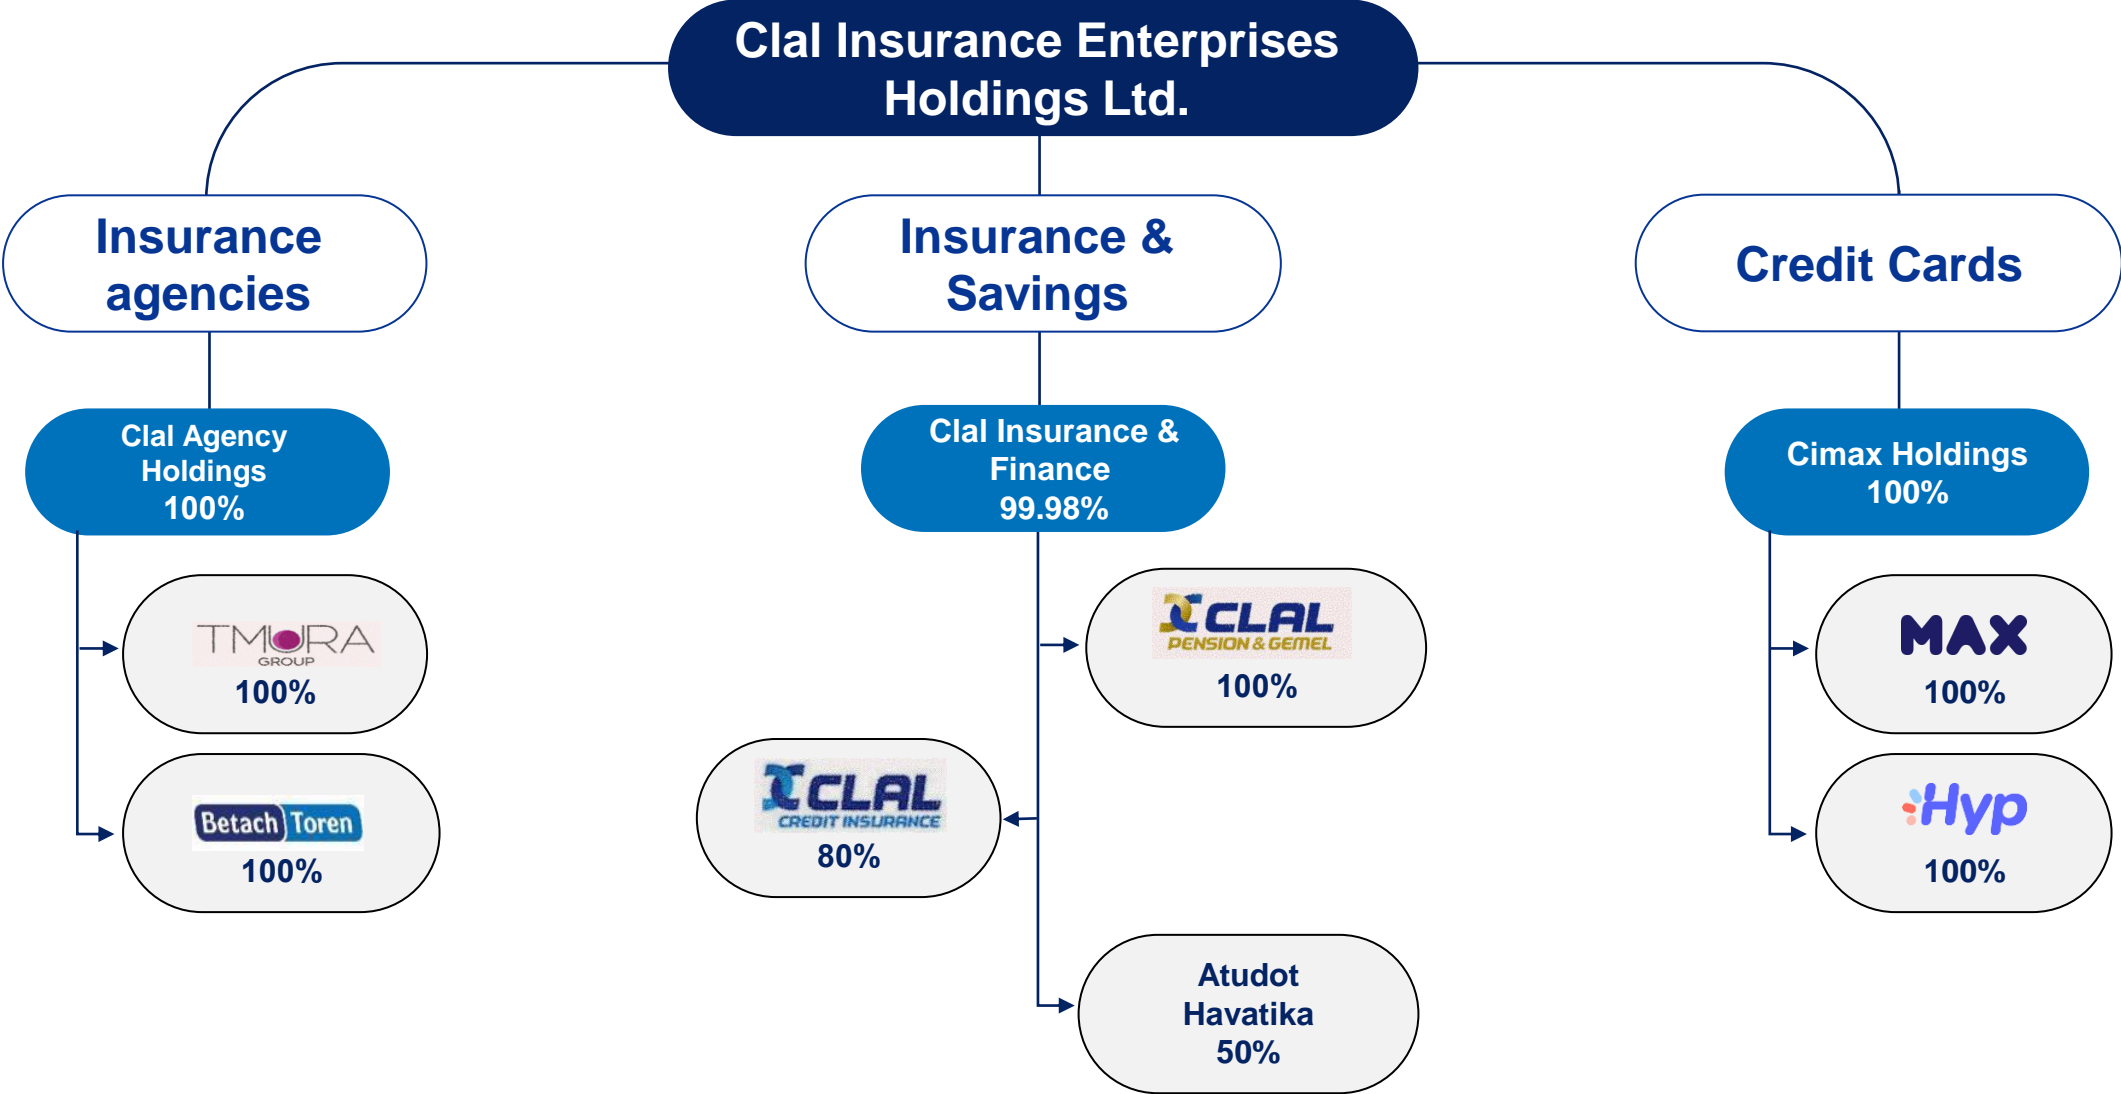 Clal Insurance Enterprises
Holdings Ltd.
Insurance
agencies
Insurance &
Savings
Credit Cards
Clal Agency
Holdings
100%
Clal Insurance &
Finance
99.98%
Cimax Holdings
100%
TMURA
GROUP
100%
Betach Toren
100%
CLAL
PENSION & GEMEL
100%
CLAL
CREDIT INSURANCE
80%
Atudot
Havatika
50%
MAX
100%
Hyp
100%